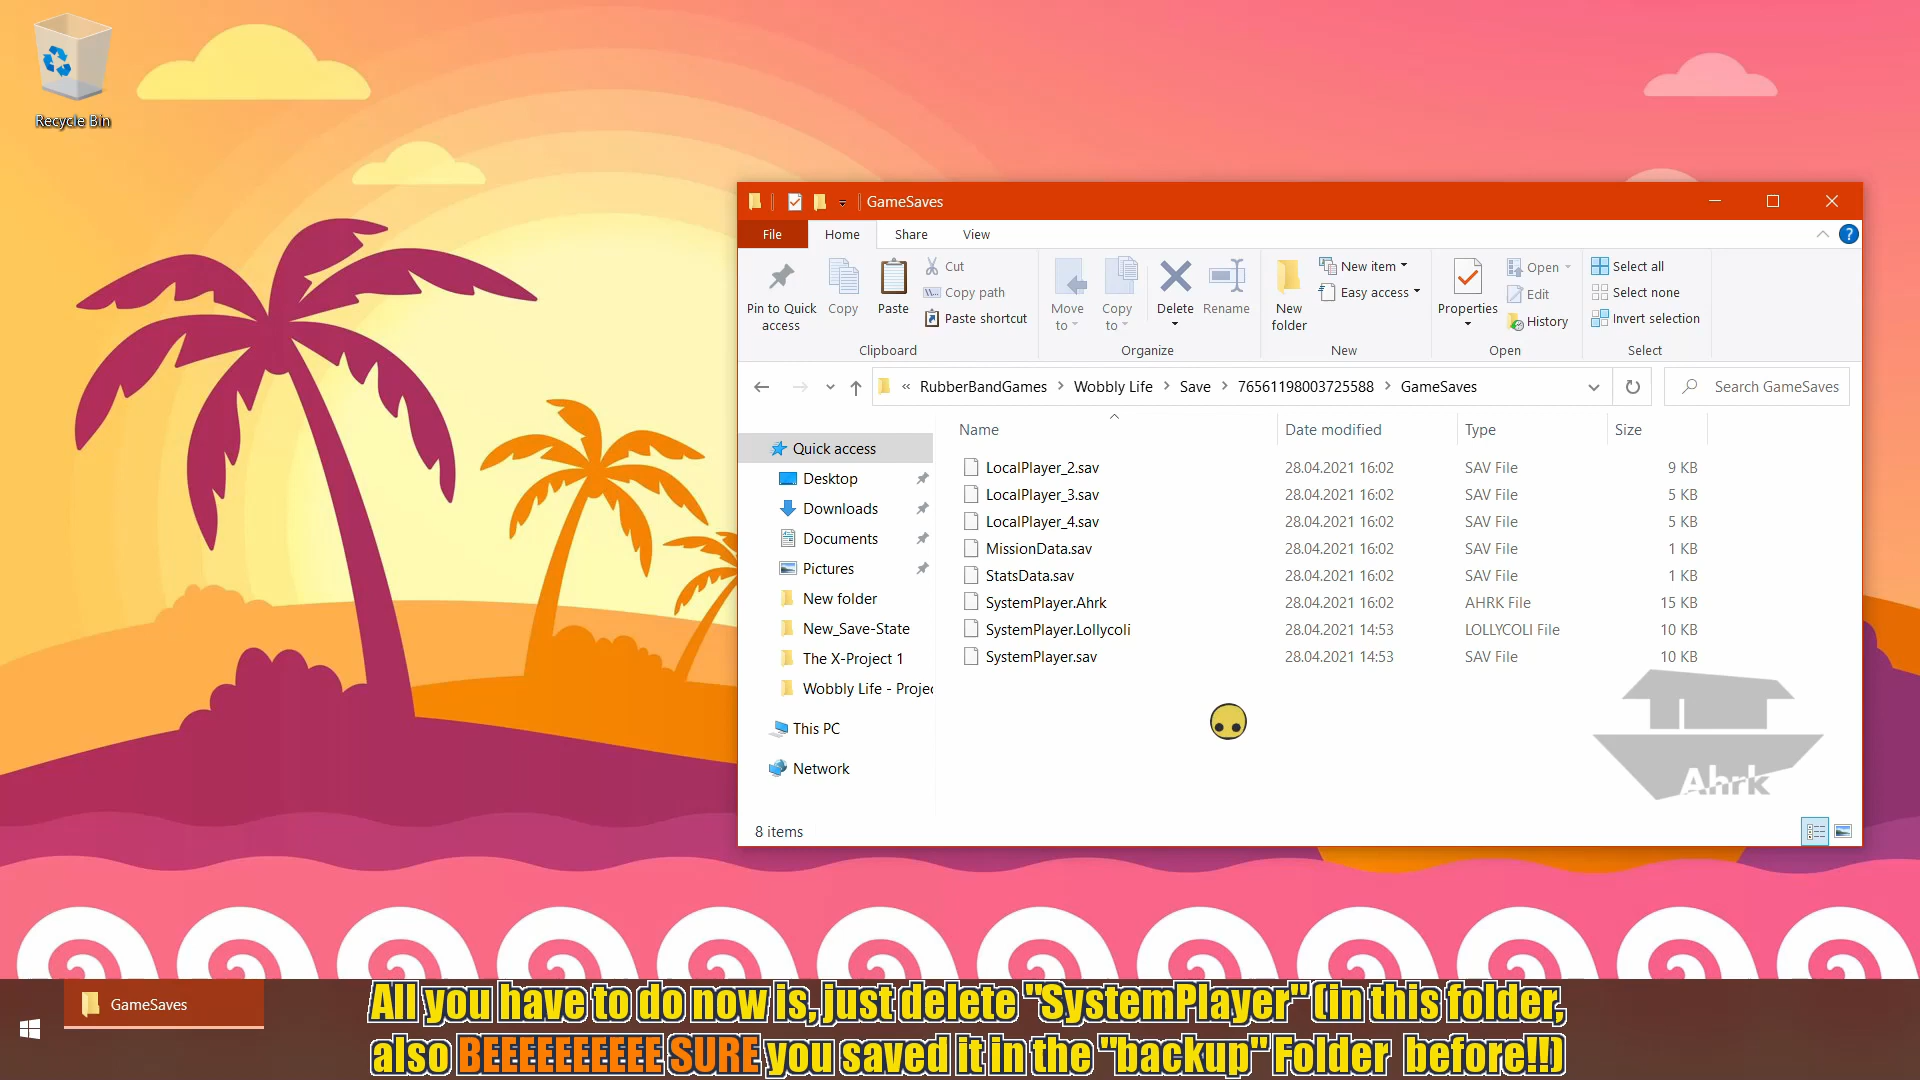 Recycle Bin
GameSaves
File Home Share View
Pin to Quick access
Copy
Paste
Cut
Copy path
Paste shortcut
Clipboard
Move to
Copy to
Delete
Rename
Organize
New folder
New item
Easy access
New
Properties
Open
Edit
History
Open
Select all
Select none
Invert selection
Select
« RubberBandGames > Wobbly Life > Save > 76561198003725588 > GameSaves
Search GameSaves
Quick access
Desktop
Downloads
Documents
Pictures
New folder
New_Save-State
The X-Project 1
Wobbly Life - Projec
This PC
Network
Name Date modified Type Size
LocalPlayer_2.sav 28.04.2021 16:02 SAV File 9 KB
LocalPlayer_3.sav 28.04.2021 16:02 SAV File 5 KB
LocalPlayer_4.sav 28.04.2021 16:02 SAV File 5 KB
MissionData.sav 28.04.2021 16:02 SAV File 1 KB
StatsData.sav 28.04.2021 16:02 SAV File 1 KB
SystemPlayer.Ahrk 28.04.2021 16:02 AHRK File 15 KB
SystemPlayer.Lollycoli 28.04.2021 14:53 LOLLYCOLI File 10 KB
SystemPlayer.sav 28.04.2021 14:53 SAV File 10 KB
Ahrk
8 items
GameSaves
All you have to do now is, just delete "SystemPlayer" (in this folder,
also BEEEEEEEEEE SURE you saved it in the "backup" Folder before!!)